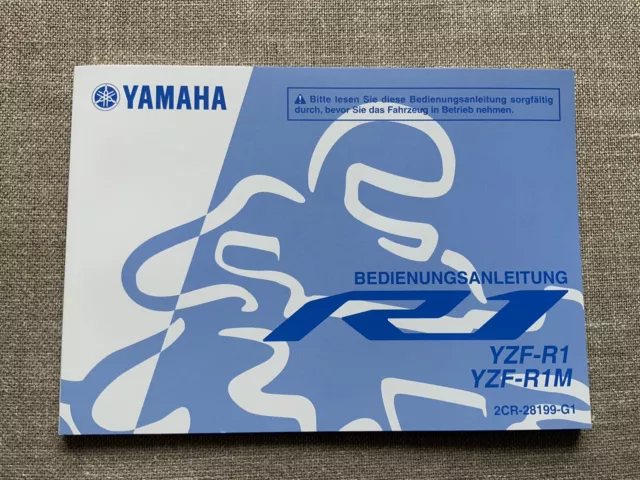 YAMAHA
Bitte lesen Sie diese Bedienungsanleitung sorgfältig
durch, bevor Sie das Fahrzeug in Betrieb nehmen.
BEDIENUNGSANLEITUNG
R1
YZF-R1
YZF-R1M
2CR-28199-G1